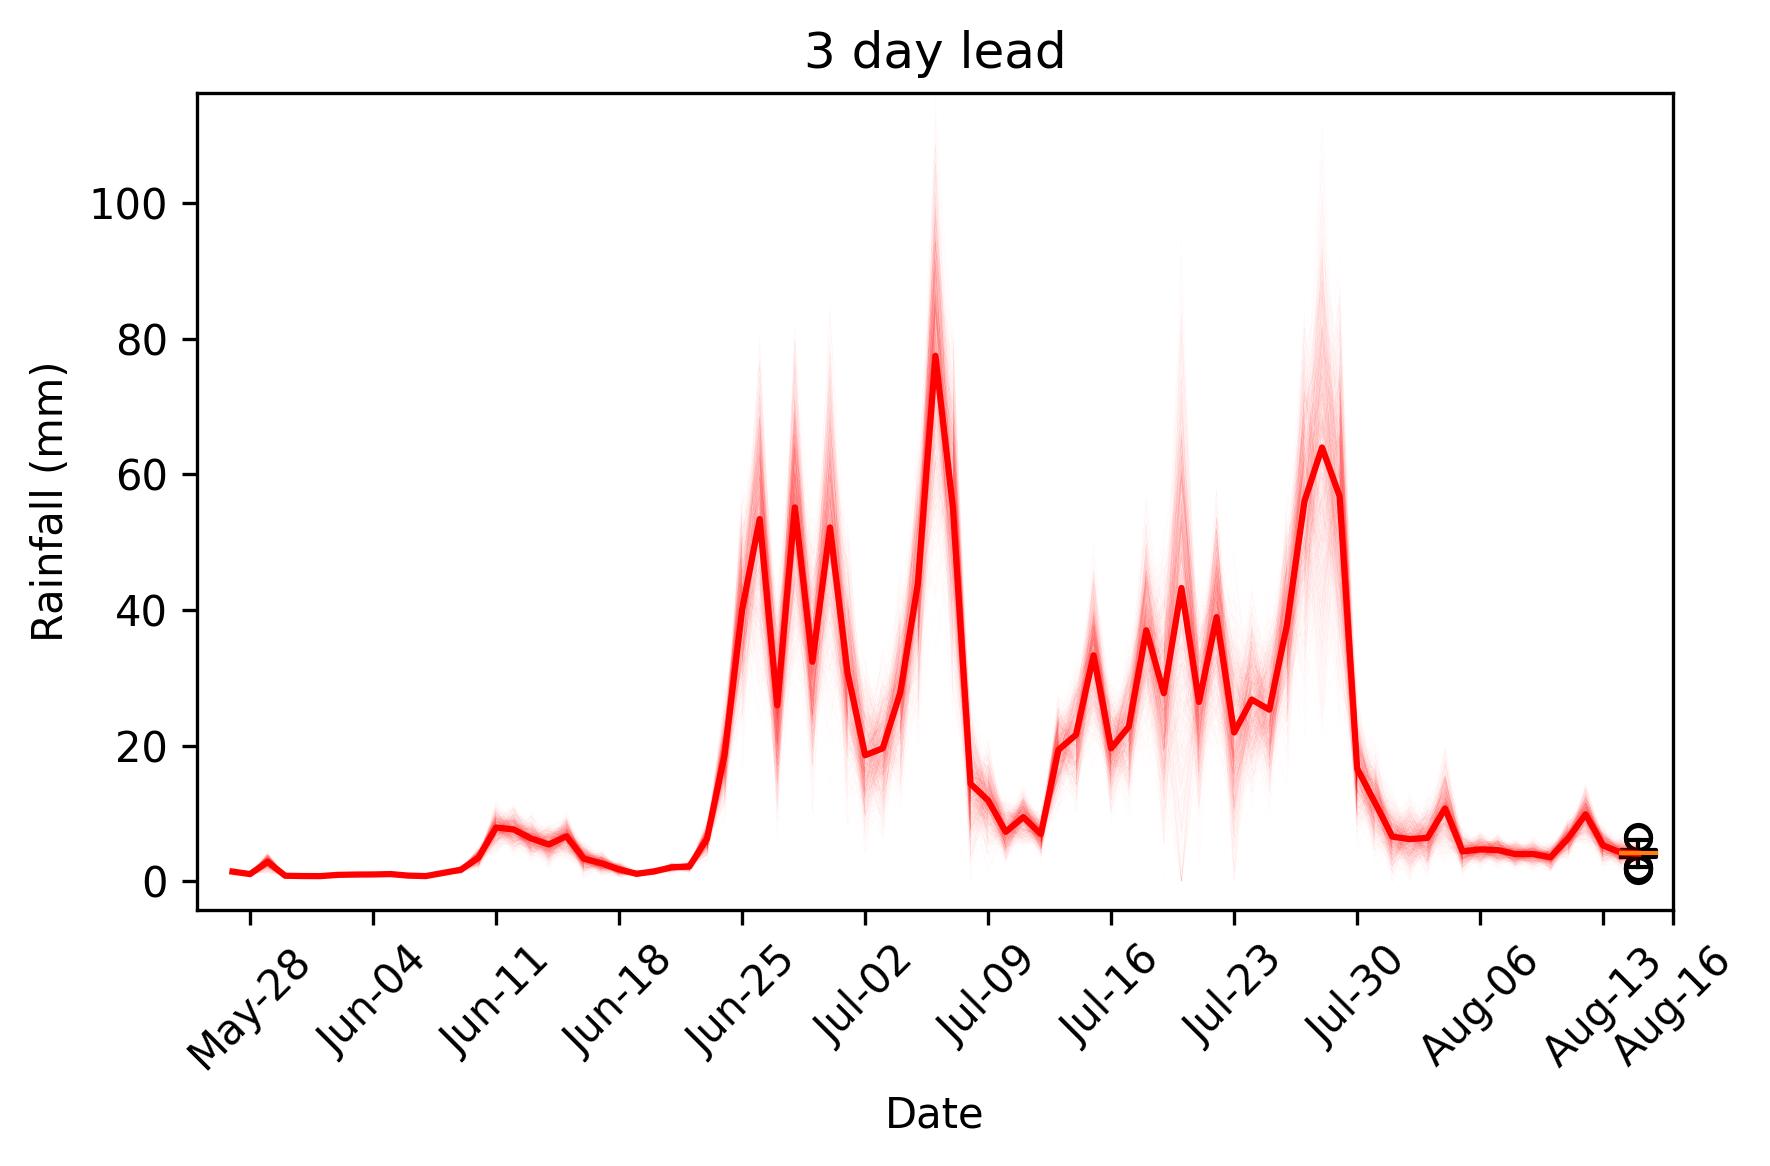 3 day lead
Rainfall (mm)
100
80
60
40
20
0
May-28
Jun-04
Jun-11
Jun-18
Jun-25
Jul-02
Jul-09
Jul-16
Jul-23
Jul-30
Aug-06
Aug-13
Aug-16
Date